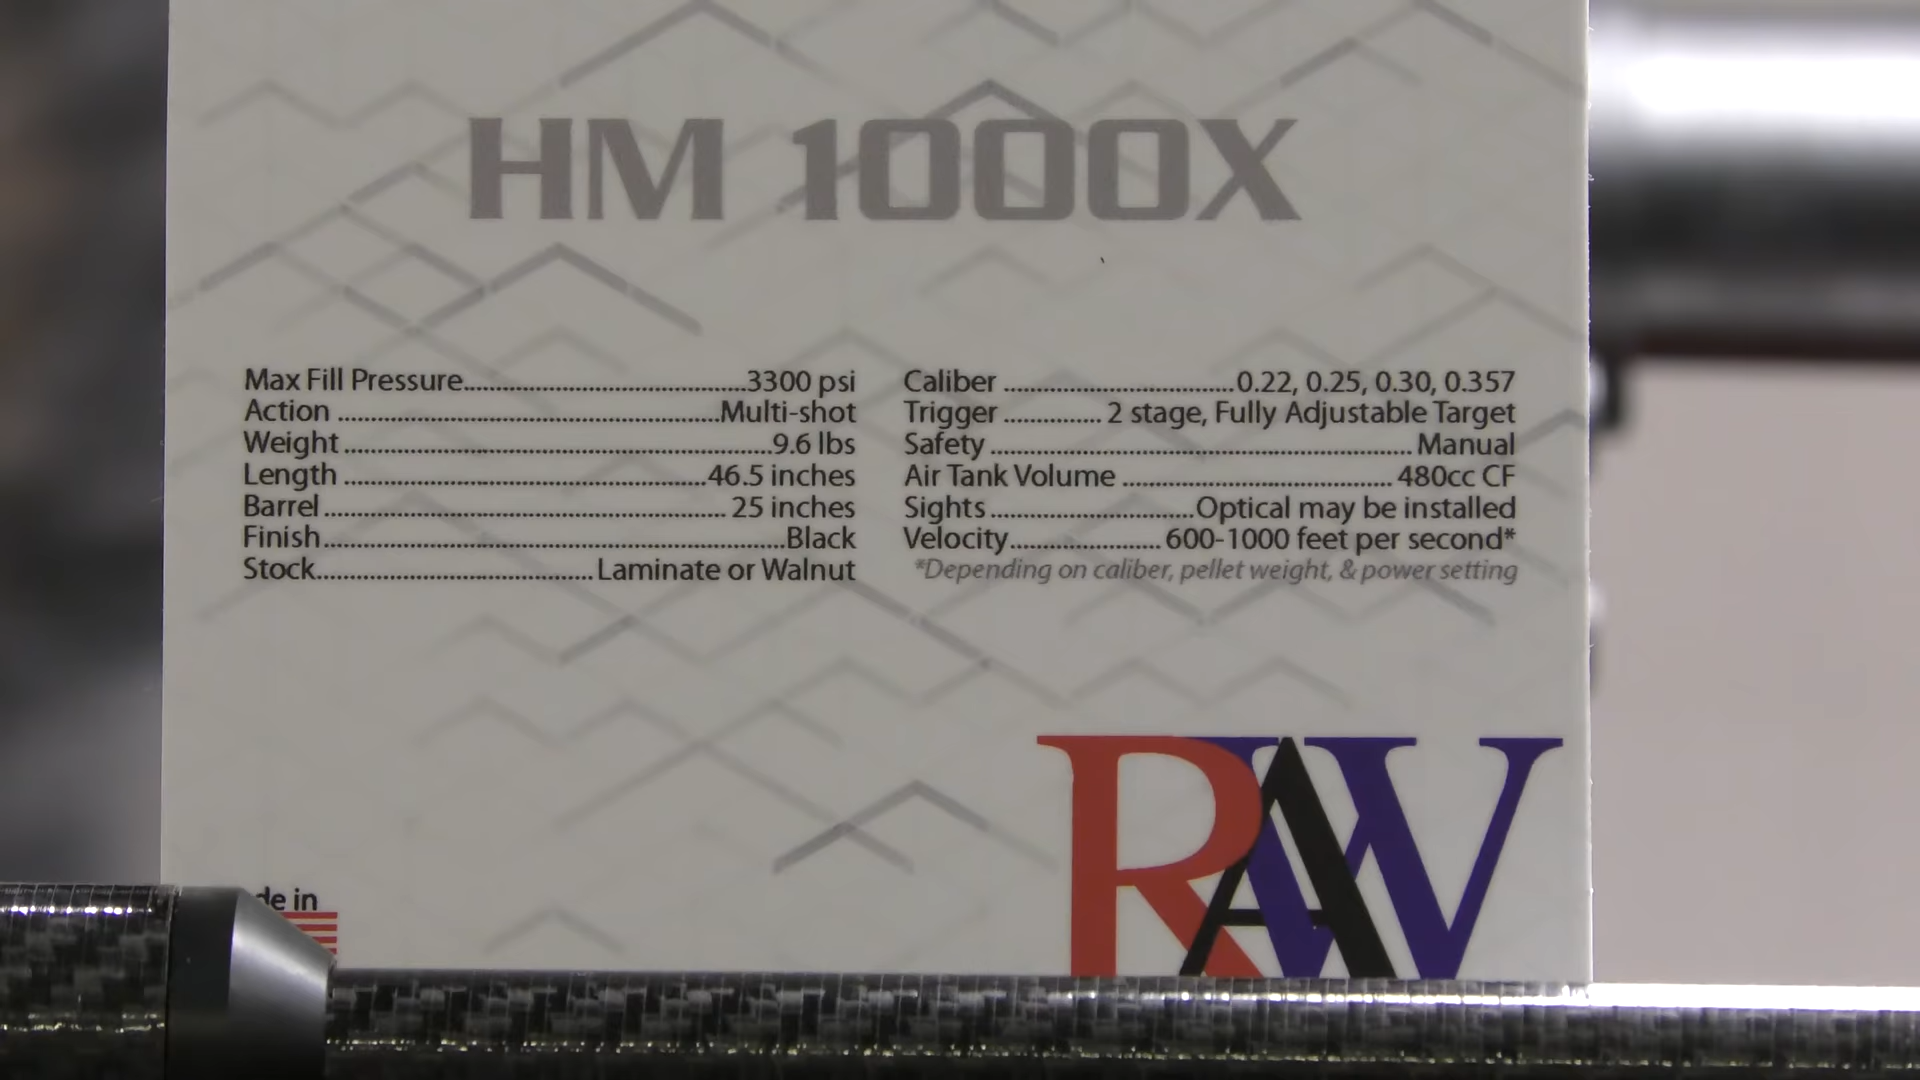 HM 1000X
Max Fill Pressure..........3300 psi
Action..........Multi-shot
Weight..........9.6 lbs
Length..........46.5 inches
Barrel..........25 inches
Finish..........Black
Stock..........Laminate or Walnut
Caliber..........0.22, 0.25, 0.30, 0.357
Trigger..........2 stage, Fully Adjustable Target
Safety..........Manual
Air Tank Volume..........480cc CF
Sights..........Optical may be installed
Velocity..........600-1000 feet per second*
*Depending on caliber, pellet weight, & power setting
de in
RAW